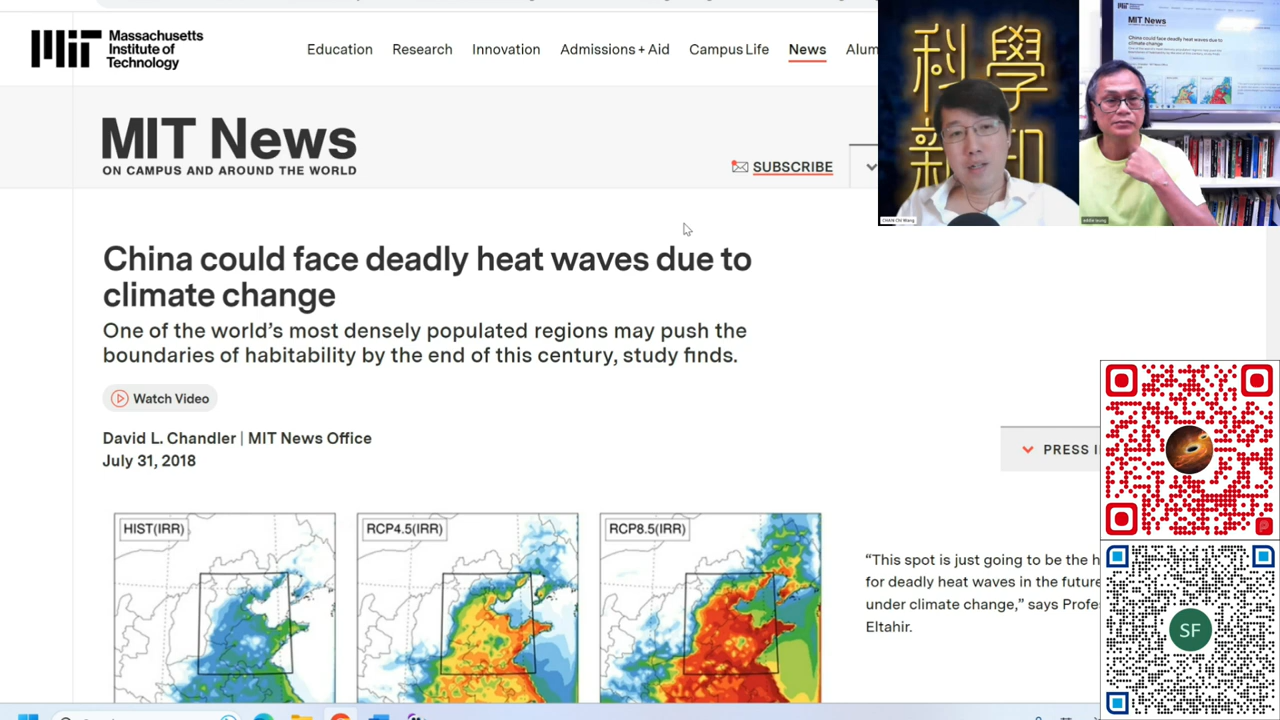 Massachusetts
Institute of
Technology
Education Research Innovation Admissions + Aid Campus Life News Alum
MIT News
ON CAMPUS AND AROUND THE WORLD
SUBSCRIBE
科學
新知
China could face deadly heat waves due to
climate change
One of the world’s most densely populated regions may push the
boundaries of habitability by the end of this century, study finds.
Watch Video
David L. Chandler | MIT News Office
July 31, 2018
PRESS I
HIST(IRR)
RCP4.5(IRR)
RCP8.5(IRR)
“This spot is just going to be the h
for deadly heat waves in the future
under climate change,” says Profe
Eltahir.
SF